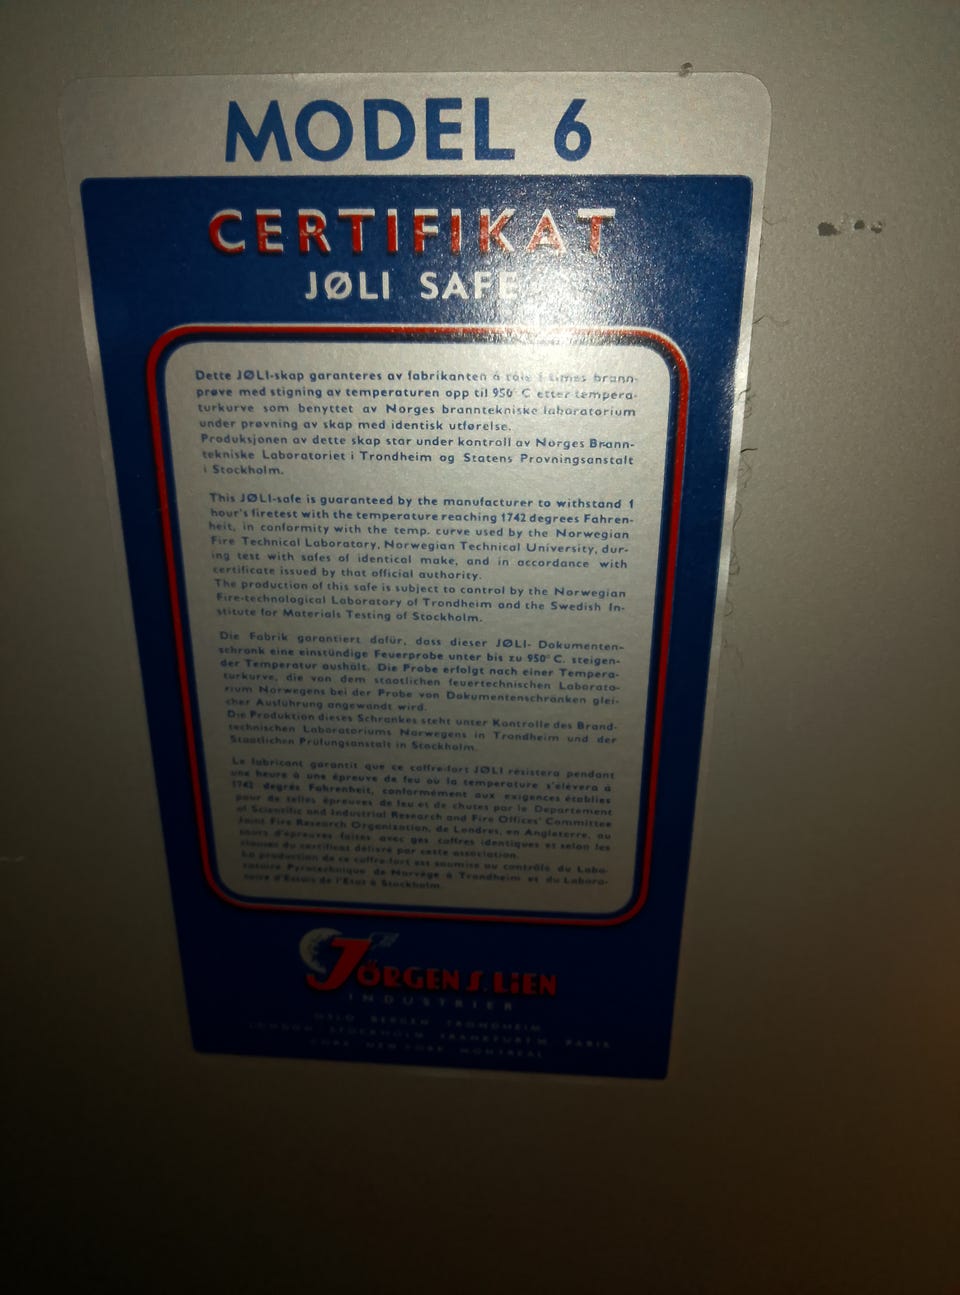 MODEL 6
CERTIFIKAT
JØLI SAFE
Dette JØLI-skap garanteres av fabrikanten å tåle 1 times brann-
prøve med stigning av temperaturen opp til 950° C etter tempera-
turkurve som benyttet av Norges branntekniske laboratorium
under prøvning av skap med identisk utførelse.
Produksjonen av dette skap står under kontroll av Norges Brann-
tekniske Laboratoriet i Trondheim og Statens Provningsanstalt
i Stockholm.
This JØLI-safe is guaranteed by the manufacturer to withstand 1
hour's firetest with the temperature reaching 1742 degrees Fahren-
heit, in conformity with the temp. curve used by the Norwegian
Fire Technical Laboratory, Norwegian Technical University, dur-
ing test with safes of identical make, and in accordance with
certificate issued by that official authority.
The production of this safe is subject to control by the Norwegian
Fire-technological Laboratory of Trondheim and the Swedish In-
stitute for Materials Testing of Stockholm.
Die Fabrik garantiert dafür, dass dieser JØLI- Dokumenten-
schrank eine einstündige Feuerprobe unter bis zu 950° C. steigen-
der Temperatur aushält. Die Probe erfolgt nach einer Tempera-
turkurve, die von dem staatlichen feuertechnischen Laborato-
rium Norwegens bei der Probe von Dokumentenschränken glei-
cher Ausführung angewandt wird.
Die Produktion dieses Schrankes steht unter Kontrolle des Brand-
technischen Laboratoriums Norwegens in Trondheim und der
Staatlichen Prüfungsanstalt in Stockholm.
Le fabricant garantit que ce coffre-fort JØLI résistera pendant
une heure à une épreuve de feu où la température s'élèvera à
1742 degrés Fahrenheit, conformément aux exigences établies
pour de telles épreuves de feu et de chutes par le Departement
of Scientific and Industrial Research and Fire Offices' Committee
Joint Fire Research Organization, de Londres, en Angleterre, au
cours d'épreuves faites avec des coffres identiques et selon les
clauses du certificat délivré par cette association.
La production de ce coffre-fort est soumise au contrôle du Labo-
ratoire Pyrotechnique de Norvège à Trondheim et du Labora-
toire d'Essais de l'Etat à Stockholm.
JÖRGEN S. LIEN
INDUSTRIER
OSLO BERGEN TRONDHEIM
LONDON STOCKHOLM FRANKFURT M. PARIS
NEW YORK MONTREAL